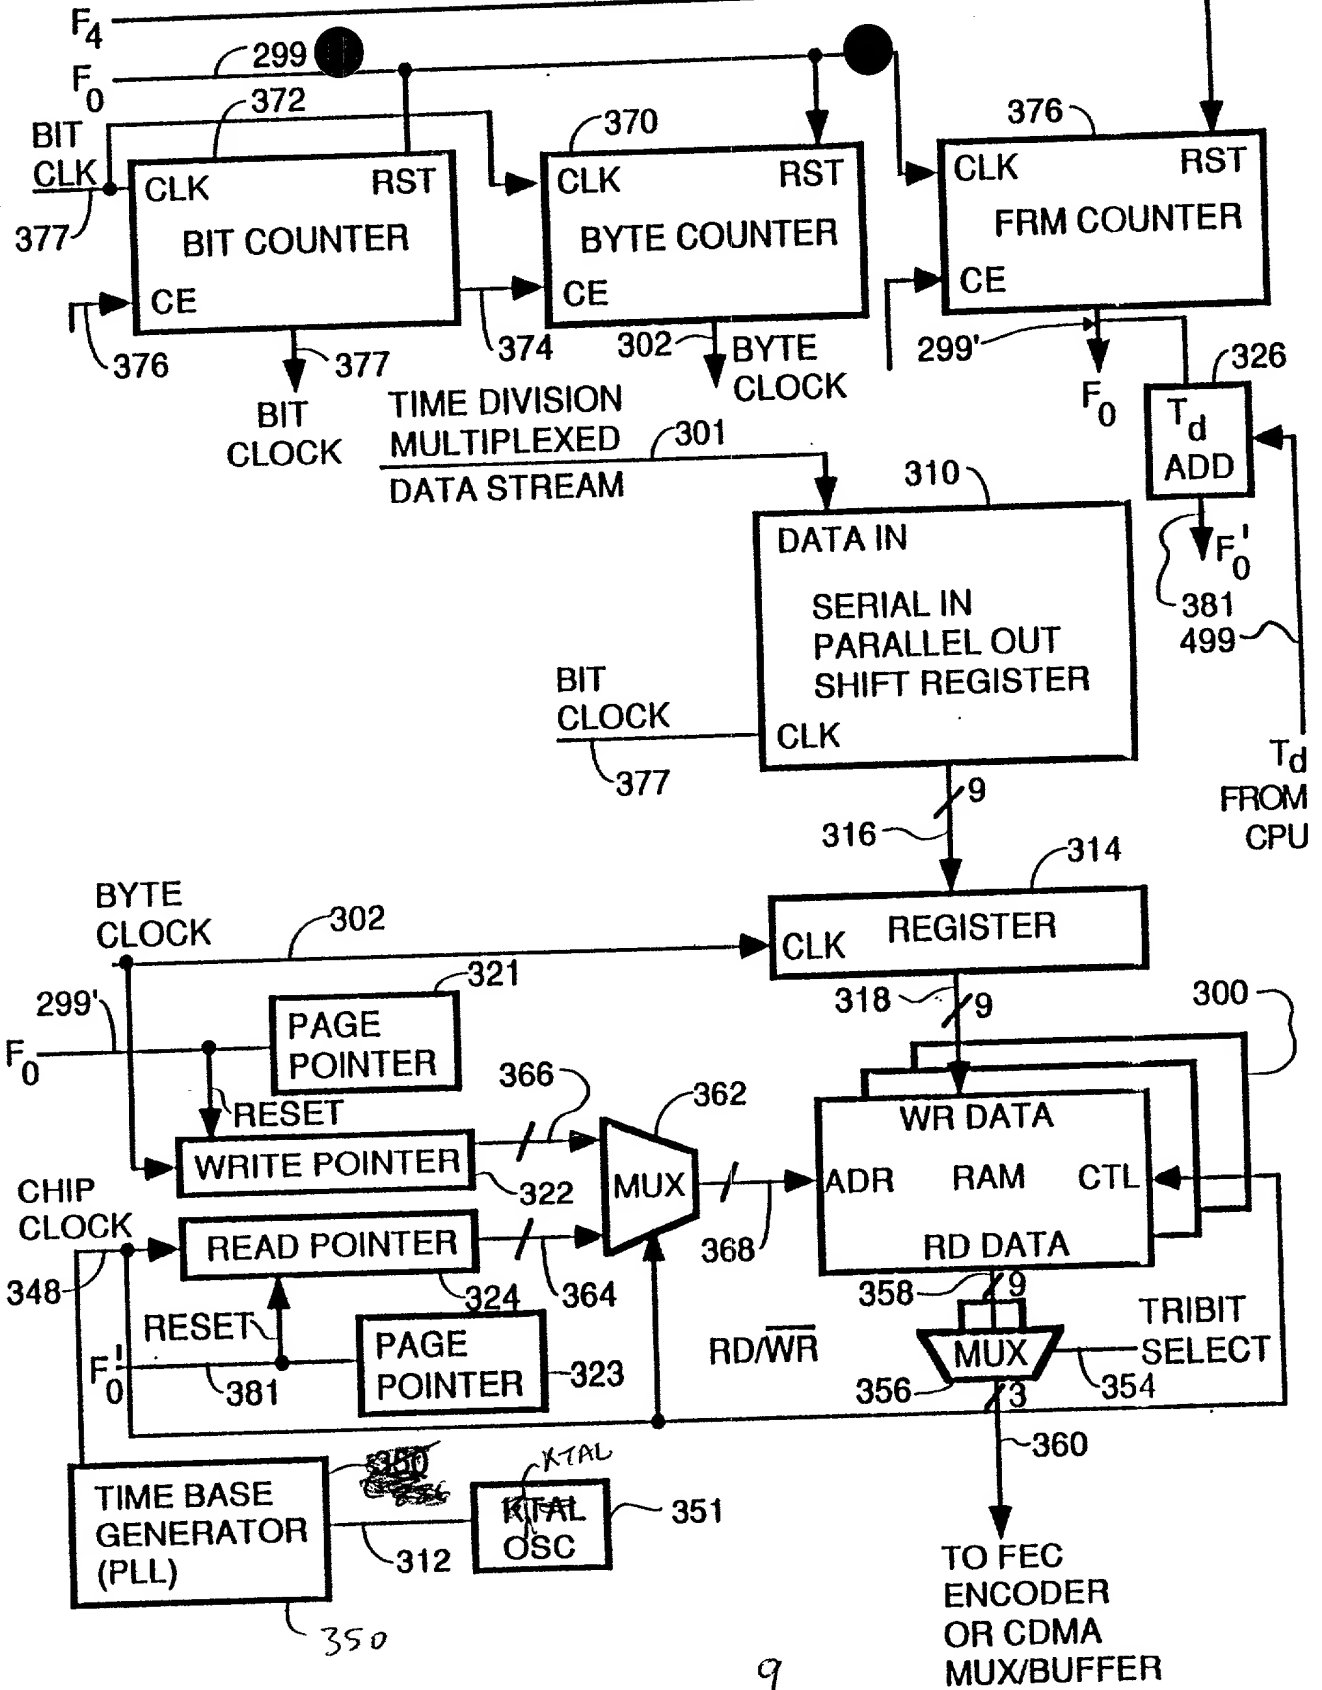 F4
F0
299
372
BIT
CLK
377
CLK
RST
BIT COUNTER
CE
376
377
BIT
CLOCK
374
370
CLK
RST
BYTE COUNTER
CE
302
BYTE
CLOCK
376
CLK
RST
FRM COUNTER
CE
299'
F0
326
Td
ADD
F0'
381
499
Td
FROM
CPU
TIME DIVISION
MULTIPLEXED
DATA STREAM
301
310
DATA IN
SERIAL IN
PARALLEL OUT
SHIFT REGISTER
CLK
BIT
CLOCK
377
9
316
314
REGISTER
CLK
BYTE
CLOCK
302
318
9
300
321
PAGE
POINTER
299'
F0
RESET
WRITE POINTER
322
366
362
MUX
368
WR DATA
ADR
RAM
CTL
RD DATA
CHIP
CLOCK
348
READ POINTER
324
364
RESET
F0'
381
PAGE
POINTER
323
RD/WR
358
9
MUX
356
3
TRIBIT
SELECT
354
360
TIME BASE
GENERATOR
(PLL)
350
312
XTAL
OSC
351
TO FEC
ENCODER
OR CDMA
MUX/BUFFER
9